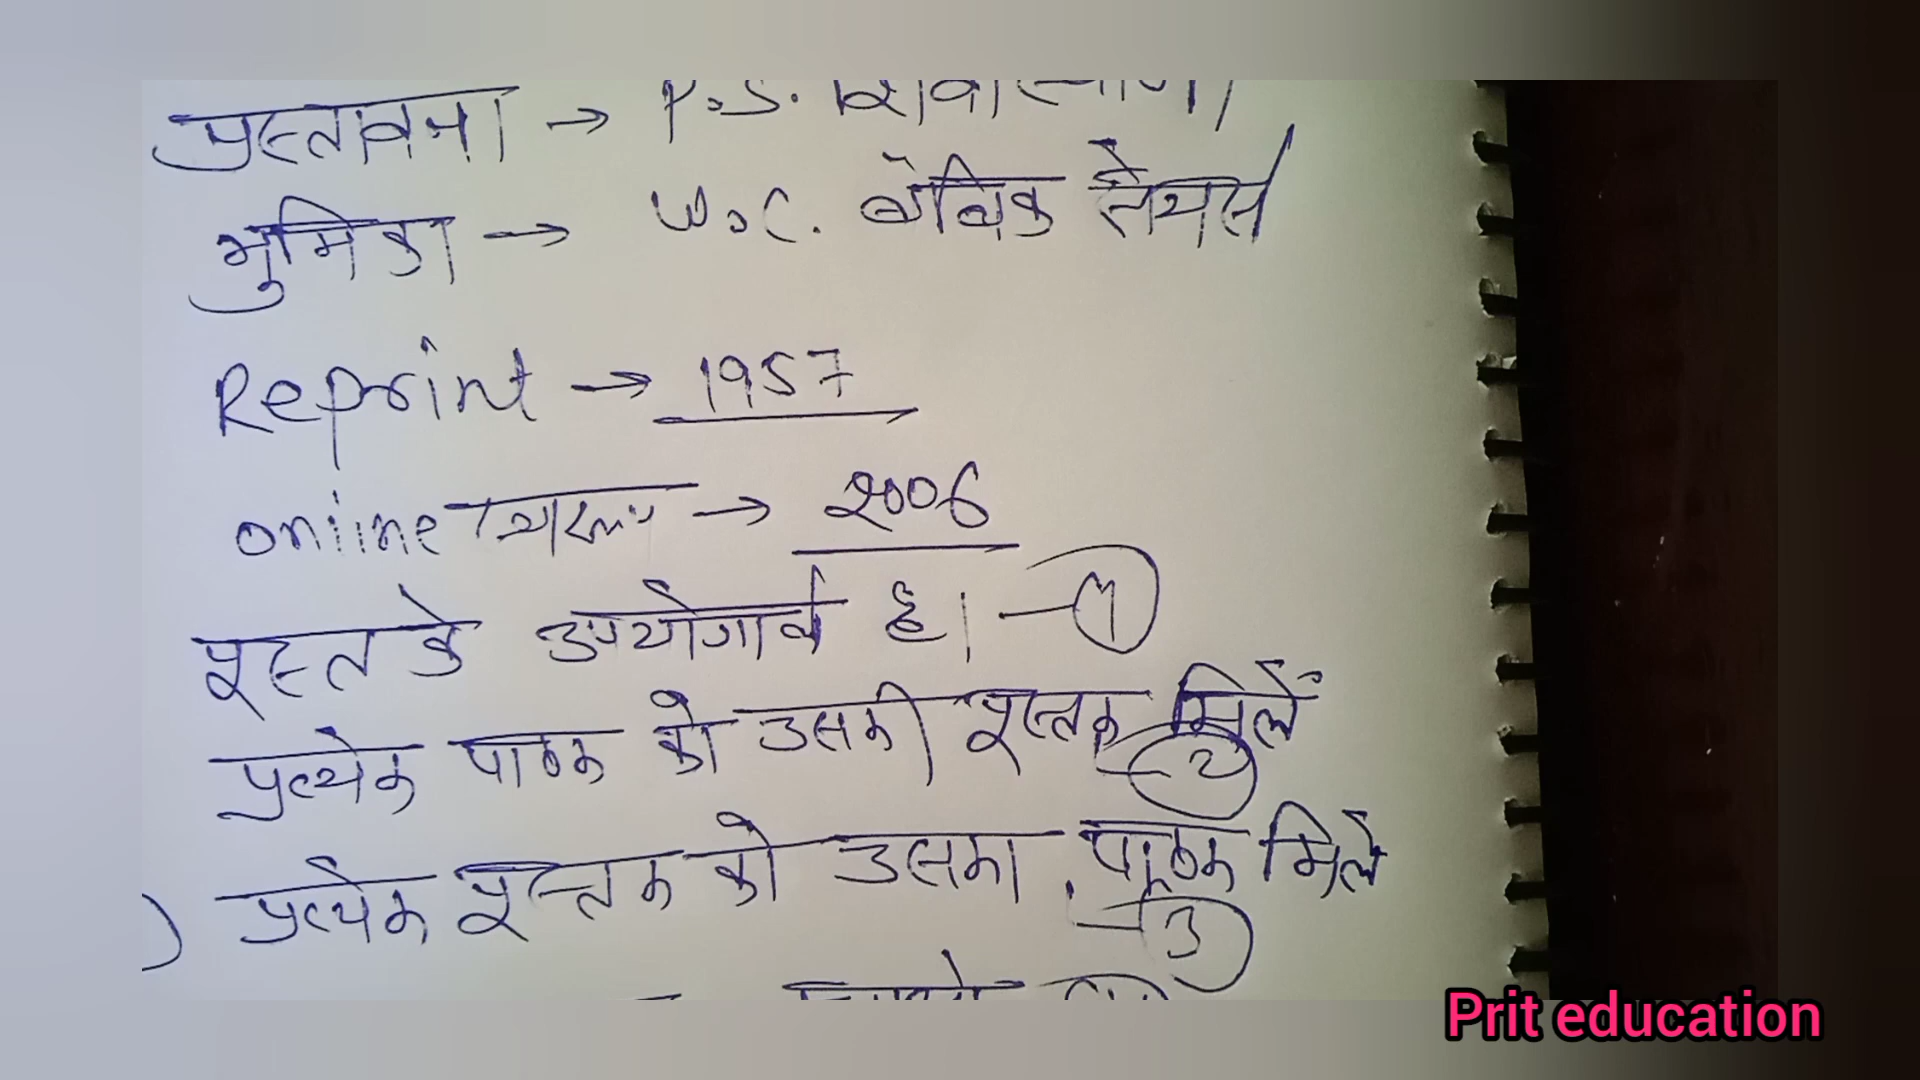 प्रस्तावना → P.S. शिवास्वामी
भुमिका → W.C. बेविक सेयर्स
Reprint → 1957
online → 2006
पुस्तके उपयोगार्थ है। — 1
प्रत्येक पाठक को उसकी पुस्तक मिलें — 2
) प्रत्येक पुस्तक को उसका पाठक मिले — 3
Prit education